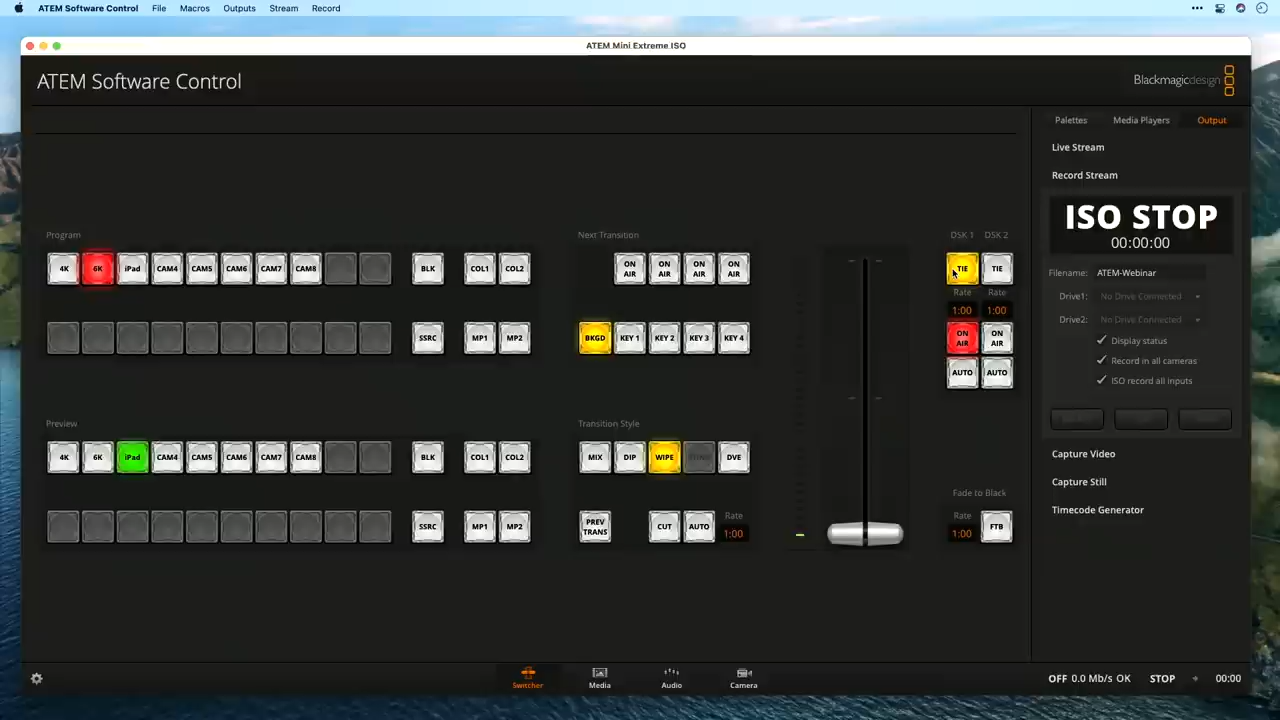 ATEM Software Control File Macros Outputs Stream Record
ATEM Mini Extreme ISO
ATEM Software Control
Blackmagicdesign
Palettes Media Players Output
Live Stream
Record Stream
ISO STOP
00:00:00
Filename: ATEM-Webinar
Drive1: No Drive Connected
Drive2: No Drive Connected
Display status
Record in all cameras
ISO record all inputs
Capture Video
Capture Still
Timecode Generator
Program
4K 6K iPad CAM4 CAM5 CAM6 CAM7 CAM8 BLK COL1 COL2
SSRC MP1 MP2
Next Transition
ON AIR ON AIR ON AIR ON AIR
BKGD KEY 1 KEY 2 KEY 3 KEY 4
DSK 1 DSK 2
TIE TIE
Rate Rate
1:00 1:00
ON AIR ON AIR
AUTO AUTO
Preview
4K 6K iPad CAM4 CAM5 CAM6 CAM7 CAM8 BLK COL1 COL2
SSRC MP1 MP2
Transition Style
MIX DIP WIPE DVE
PREV TRANS CUT AUTO Rate 1:00
Fade to Black
Rate
1:00 FTB
Switcher Media Audio Camera
OFF 0.0 Mb/s OK STOP 00:00